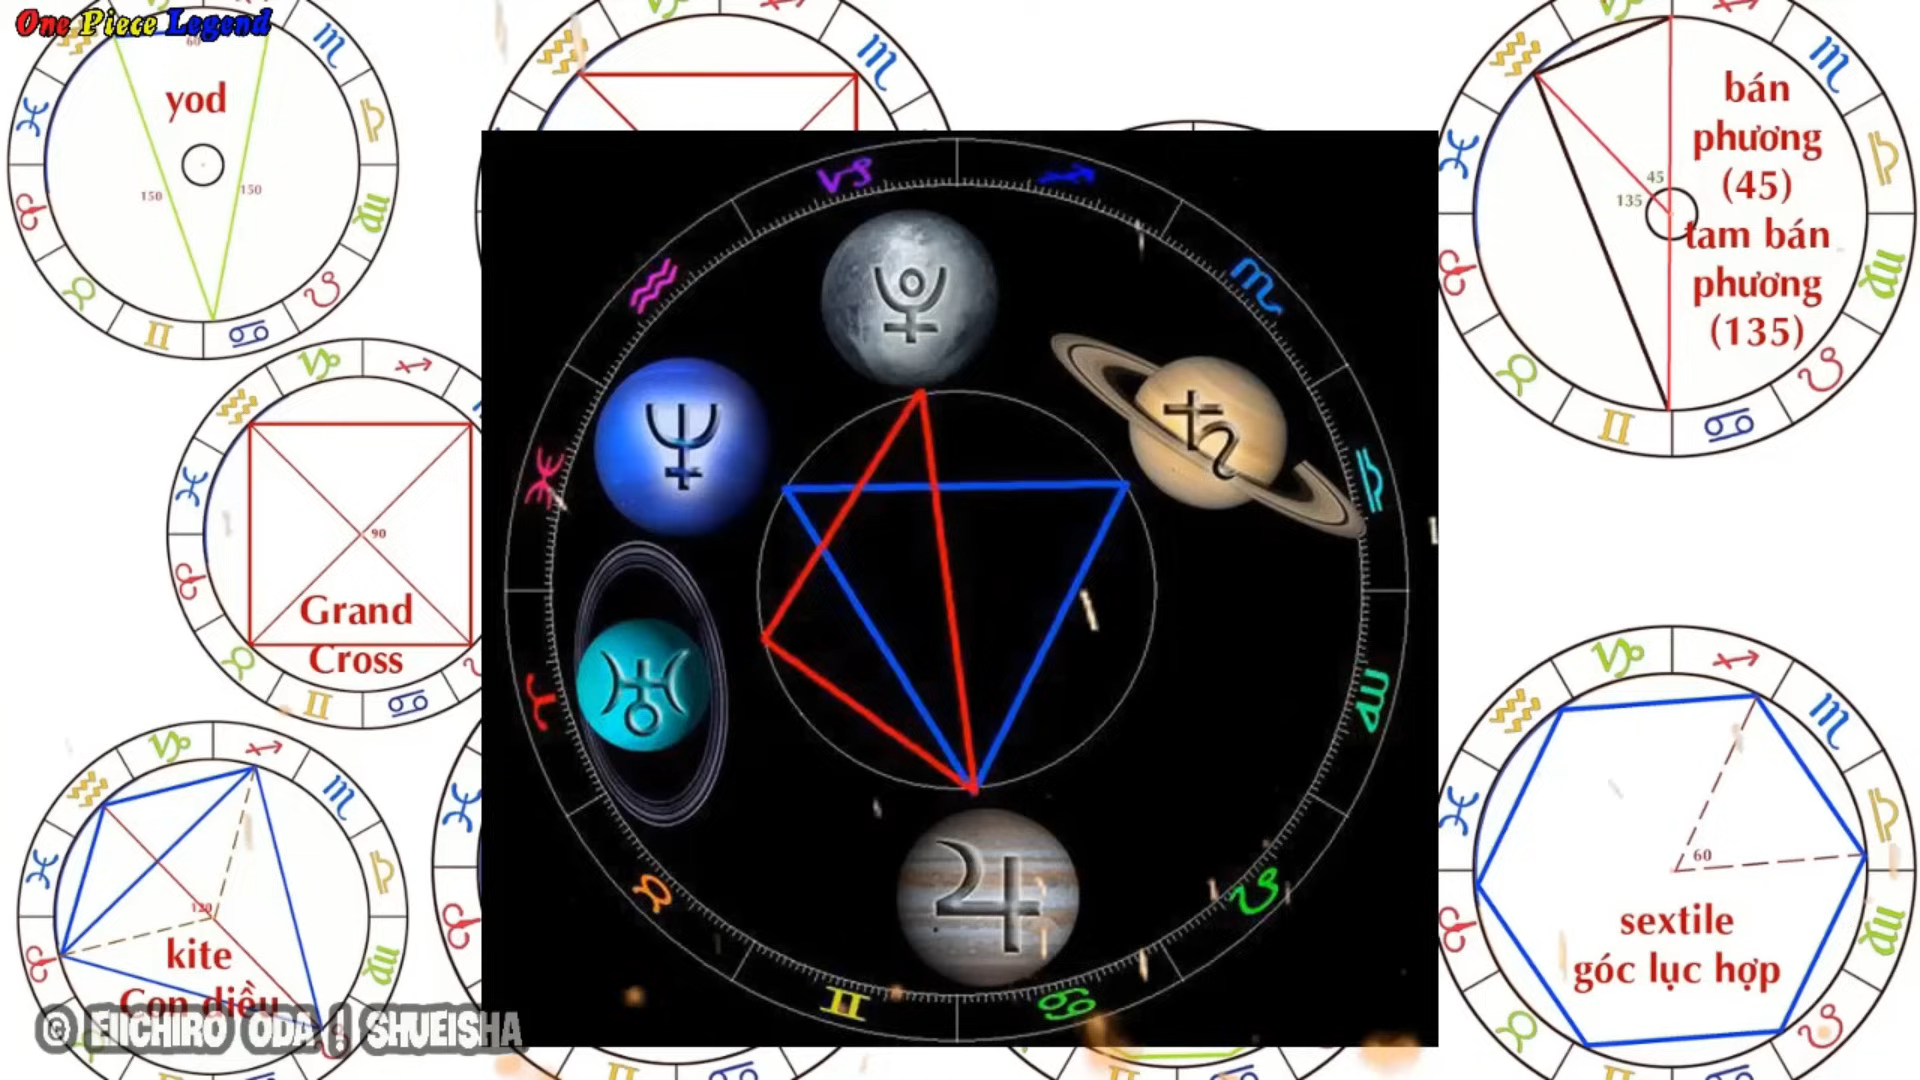 One Piece Legend
60
yod
150
150
90
Grand
Cross
120
kite
Con diều
© EIICHIRO ODA | SHUEISHA
bán
phương
(45)
45
135
tam bán
phương
(135)
60
sextile
góc lục hợp